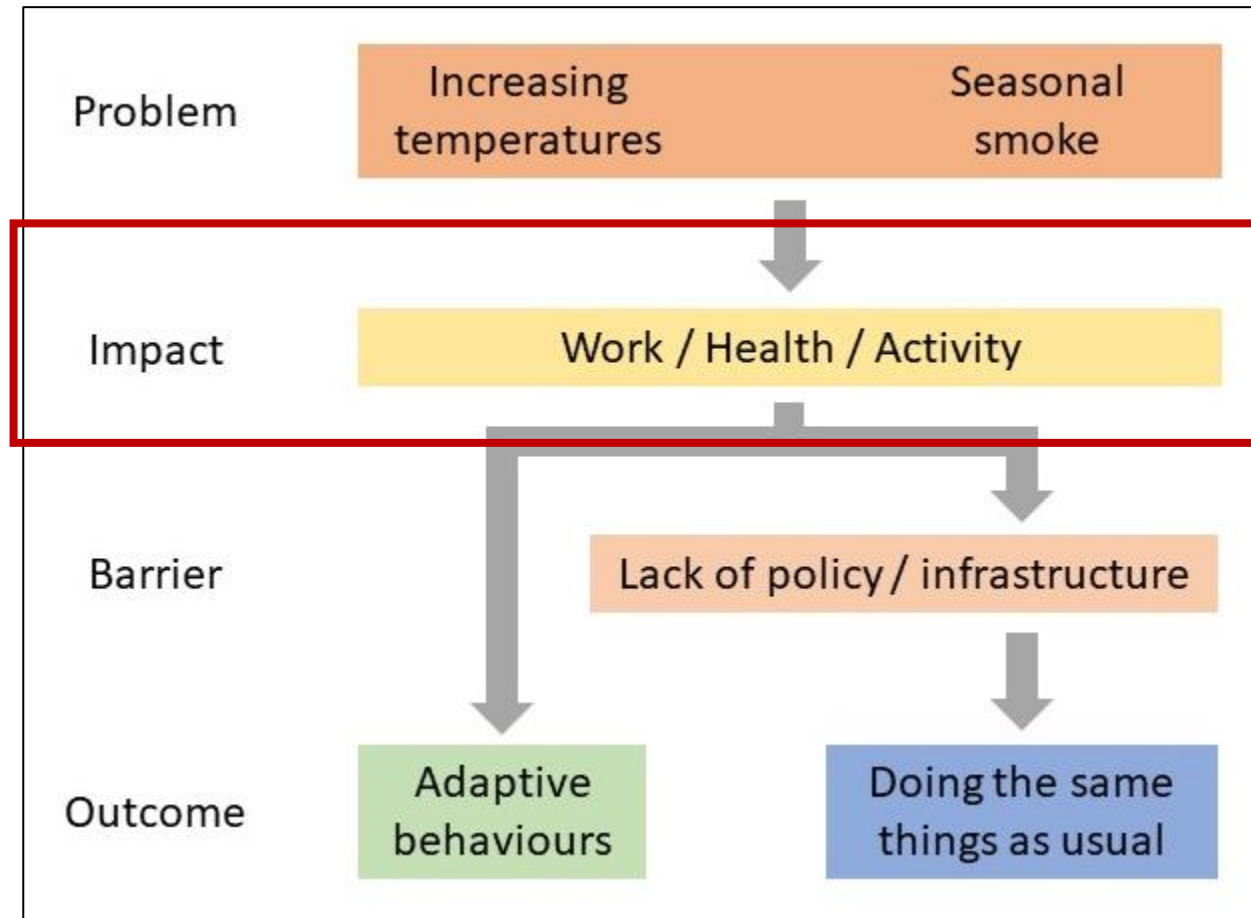 Problem
Increasing
temperatures
Seasonal
smoke
Impact
Work / Health / Activity
Barrier
Lack of policy / infrastructure
Outcome
Adaptive
behaviours
Doing the same
things as usual